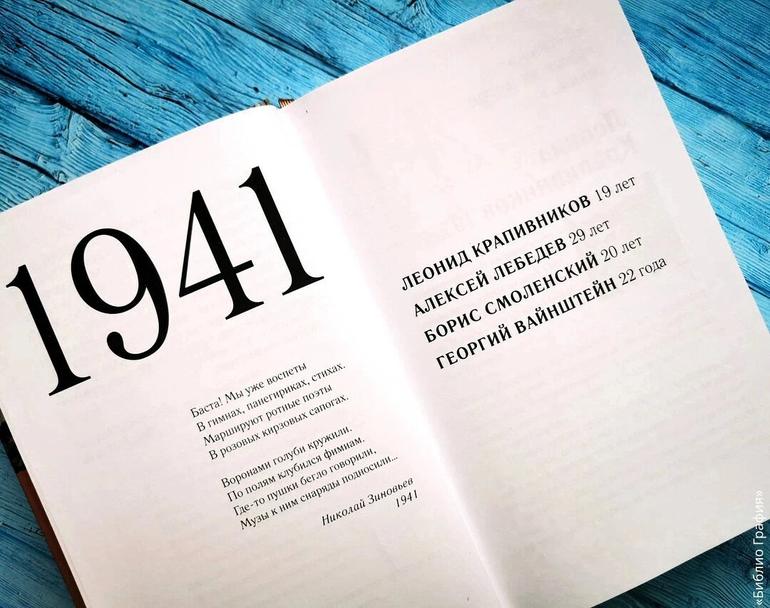 1941
Баста! Мы уже воспеты
В гимнах, панегириках, стихах.
Маршируют ротные поэты
В розовых кирзовых сапогах.
Воронами голуби кружили.
По полям клубился фимиам.
Где-то пушки бегло говорили,
Музы к ним снаряды подносили...
Николай Зиновьев
1941
ЛЕОНИД КРАПИВНИКОВ 19 лет
АЛЕКСЕЙ ЛЕБЕДЕВ 29 лет
БОРИС СМОЛЕНСКИЙ 20 лет
ГЕОРГИЙ ВАЙНШТЕЙН 22 года
«Библио Графия»